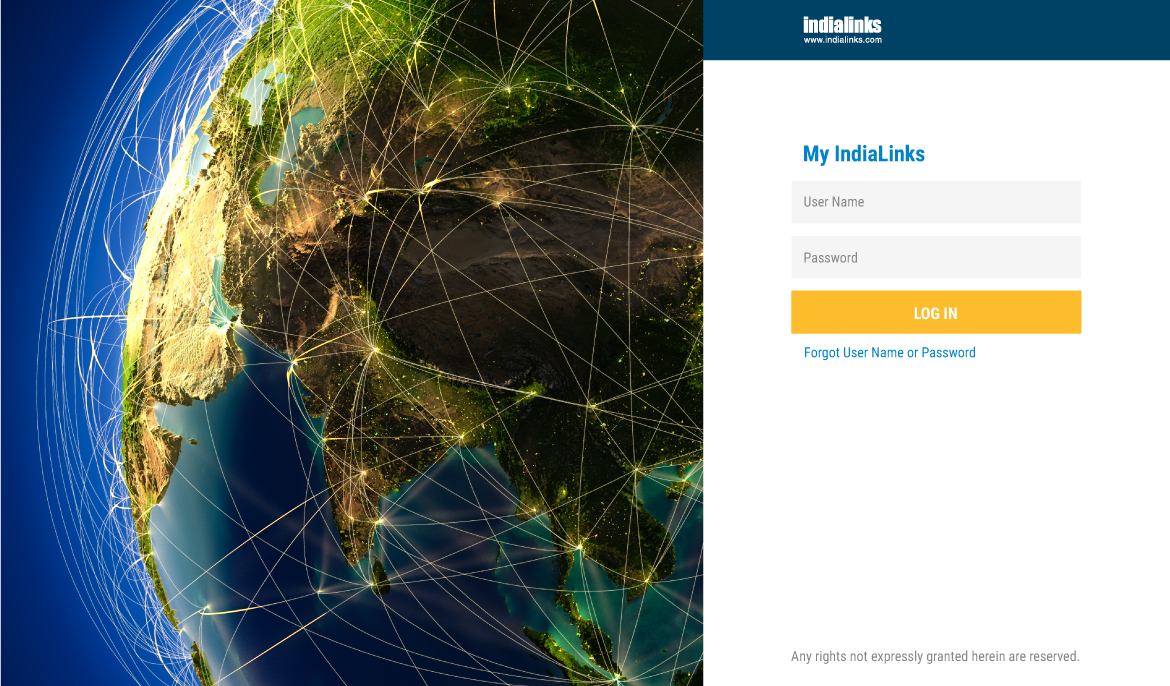 indialinks
www.indialinks.com
My IndiaLinks
User Name
Password
LOG IN
Forgot User Name or Password
Any rights not expressly granted herein are reserved.